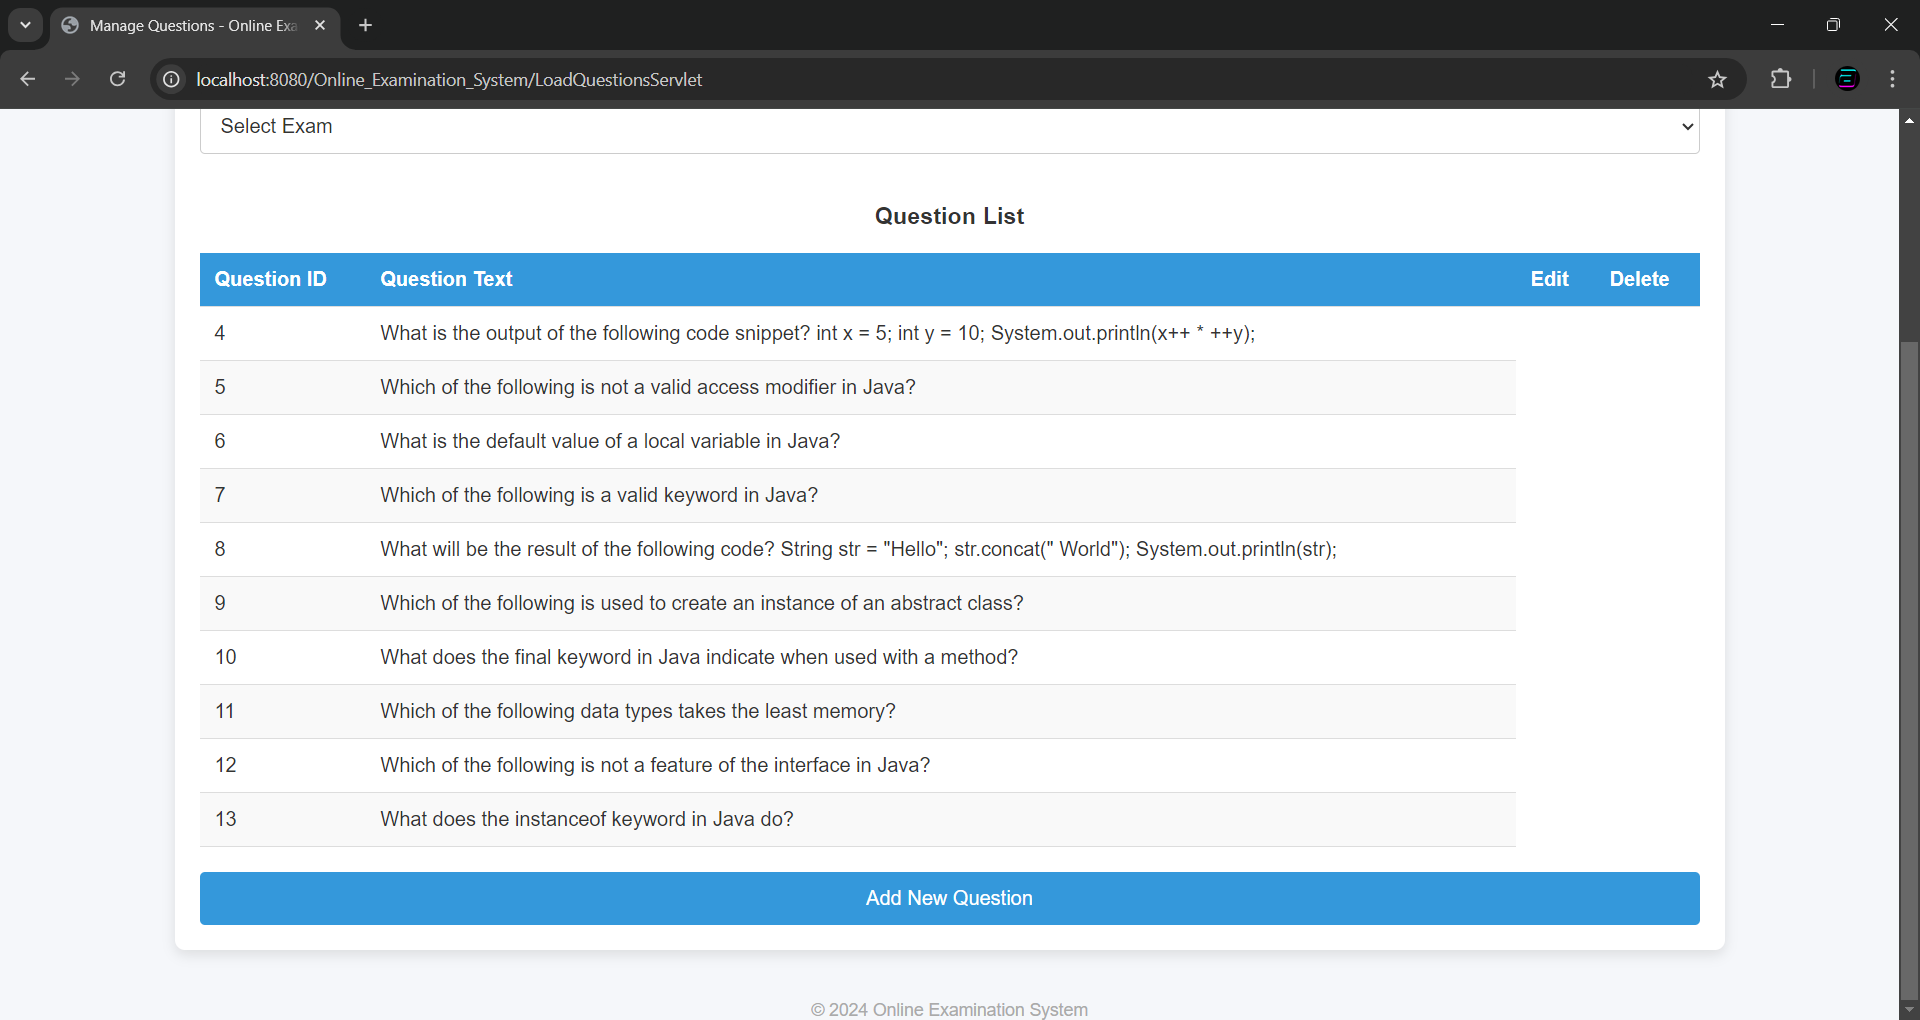 Manage Questions - Online Exa
localhost:8080/Online_Examination_System/LoadQuestionsServlet
Select Exam
Question List
Question ID Question Text Edit Delete
4 What is the output of the following code snippet? int x = 5; int y = 10; System.out.println(x++ * ++y);
5 Which of the following is not a valid access modifier in Java?
6 What is the default value of a local variable in Java?
7 Which of the following is a valid keyword in Java?
8 What will be the result of the following code? String str = "Hello"; str.concat(" World"); System.out.println(str);
9 Which of the following is used to create an instance of an abstract class?
10 What does the final keyword in Java indicate when used with a method?
11 Which of the following data types takes the least memory?
12 Which of the following is not a feature of the interface in Java?
13 What does the instanceof keyword in Java do?
Add New Question
© 2024 Online Examination System